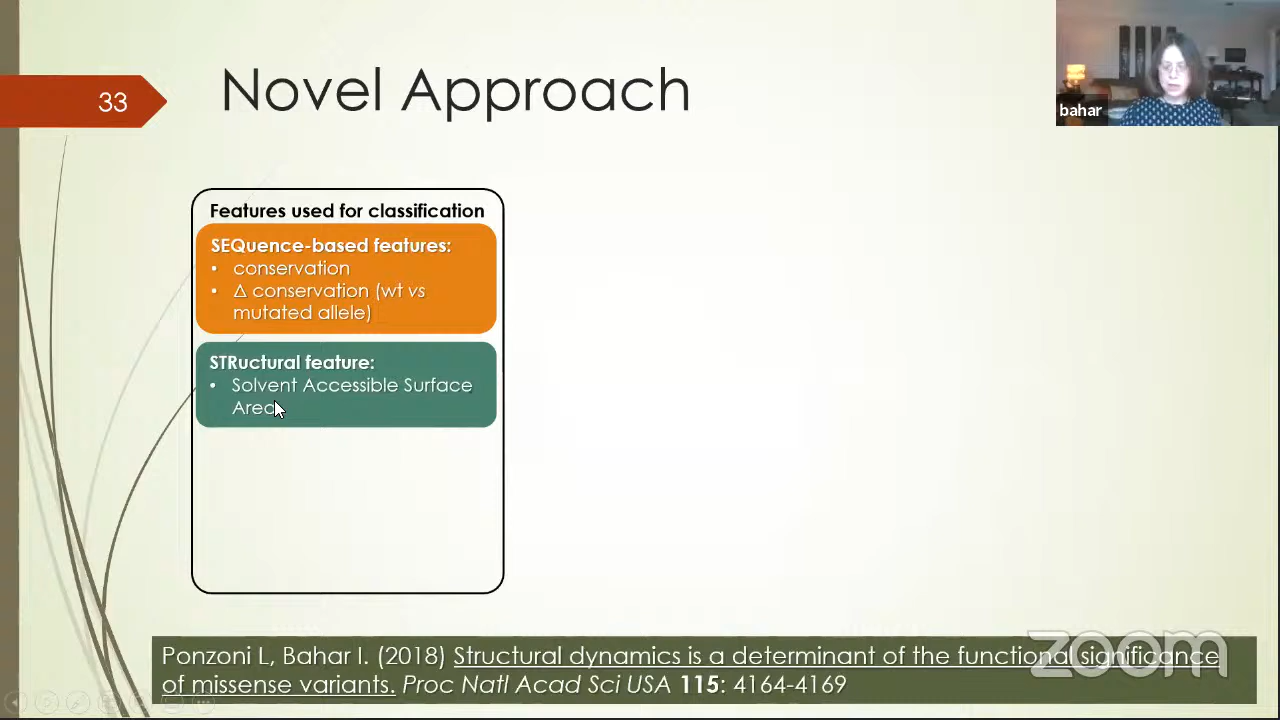 33
Novel Approach
bahar
Features used for classification
SEQuence-based features:
• conservation
• Δ conservation (wt vs
mutated allele)
STRucturalfeature:
• Solvent Accessible Surface
Area
Ponzoni L, Bahar I. (2018) Structural dynamics is a determinant of the functional significance
of missense variants. Proc Natl Acad Sci USA 115: 4164-4169
zoom